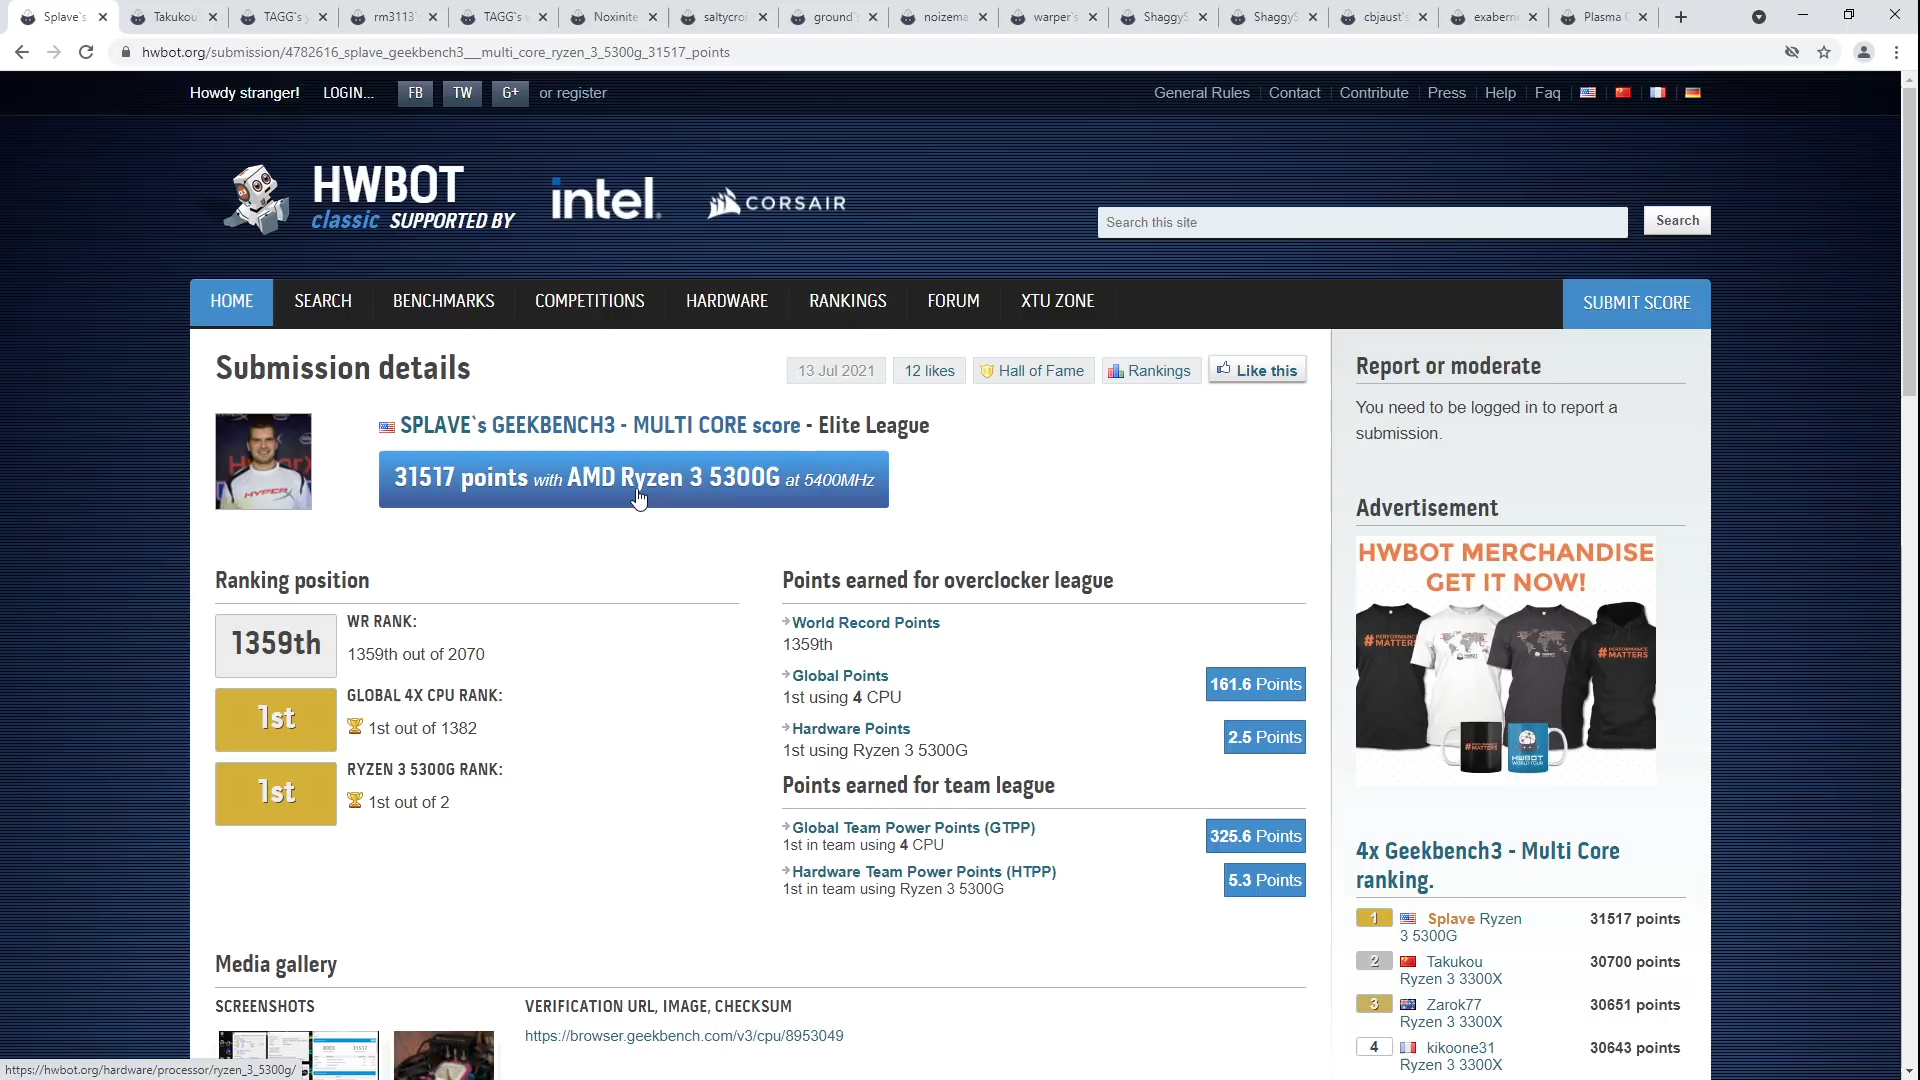 Splave`s
Takukou
TAGG`s
rm3113`
TAGG`s
Noxinite
saltycroi
ground`s
noizema
warper`s
ShaggyS
ShaggyS
cbjaust`s
exaberri
Plasma
hwbot.org/submission/4782616_splave_geekbench3___multi_core_ryzen_3_5300g_31517_points
Howdy stranger! LOGIN... FB TW G+ or register
General Rules Contact Contribute Press Help Faq
HWBOT
classic SUPPORTED BY
intel.
CORSAIR
Search this site
Search
HOME SEARCH BENCHMARKS COMPETITIONS HARDWARE RANKINGS FORUM XTU ZONE SUBMIT SCORE
Submission details
13 Jul 2021 12 likes Hall of Fame Rankings Like this
SPLAVE`s GEEKBENCH3 - MULTI CORE score - Elite League
31517 points with AMD Ryzen 3 5300G at 5400MHz
Ranking position
1359th
WR RANK:
1359th out of 2070
1st
GLOBAL 4X CPU RANK:
1st out of 1382
1st
RYZEN 3 5300G RANK:
1st out of 2
Points earned for overclocker league
World Record Points
1359th
Global Points
1st using 4 CPU
161.6 Points
Hardware Points
1st using Ryzen 3 5300G
2.5 Points
Points earned for team league
Global Team Power Points (GTPP)
1st in team using 4 CPU
325.6 Points
Hardware Team Power Points (HTPP)
1st in team using Ryzen 3 5300G
5.3 Points
Media gallery
SCREENSHOTS
VERIFICATION URL, IMAGE, CHECKSUM
https://browser.geekbench.com/v3/cpu/8953049
Report or moderate
You need to be logged in to report a
submission.
Advertisement
HWBOT MERCHANDISE
GET IT NOW!
4x Geekbench3 - Multi Core
ranking.
1 Splave Ryzen 31517 points
3 5300G
2 Takukou 30700 points
Ryzen 3 3300X
3 Zarok77 30651 points
Ryzen 3 3300X
4 kikoone31 30643 points
Ryzen 3 3300X
https://hwbot.org/hardware/processor/ryzen_3_5300g/